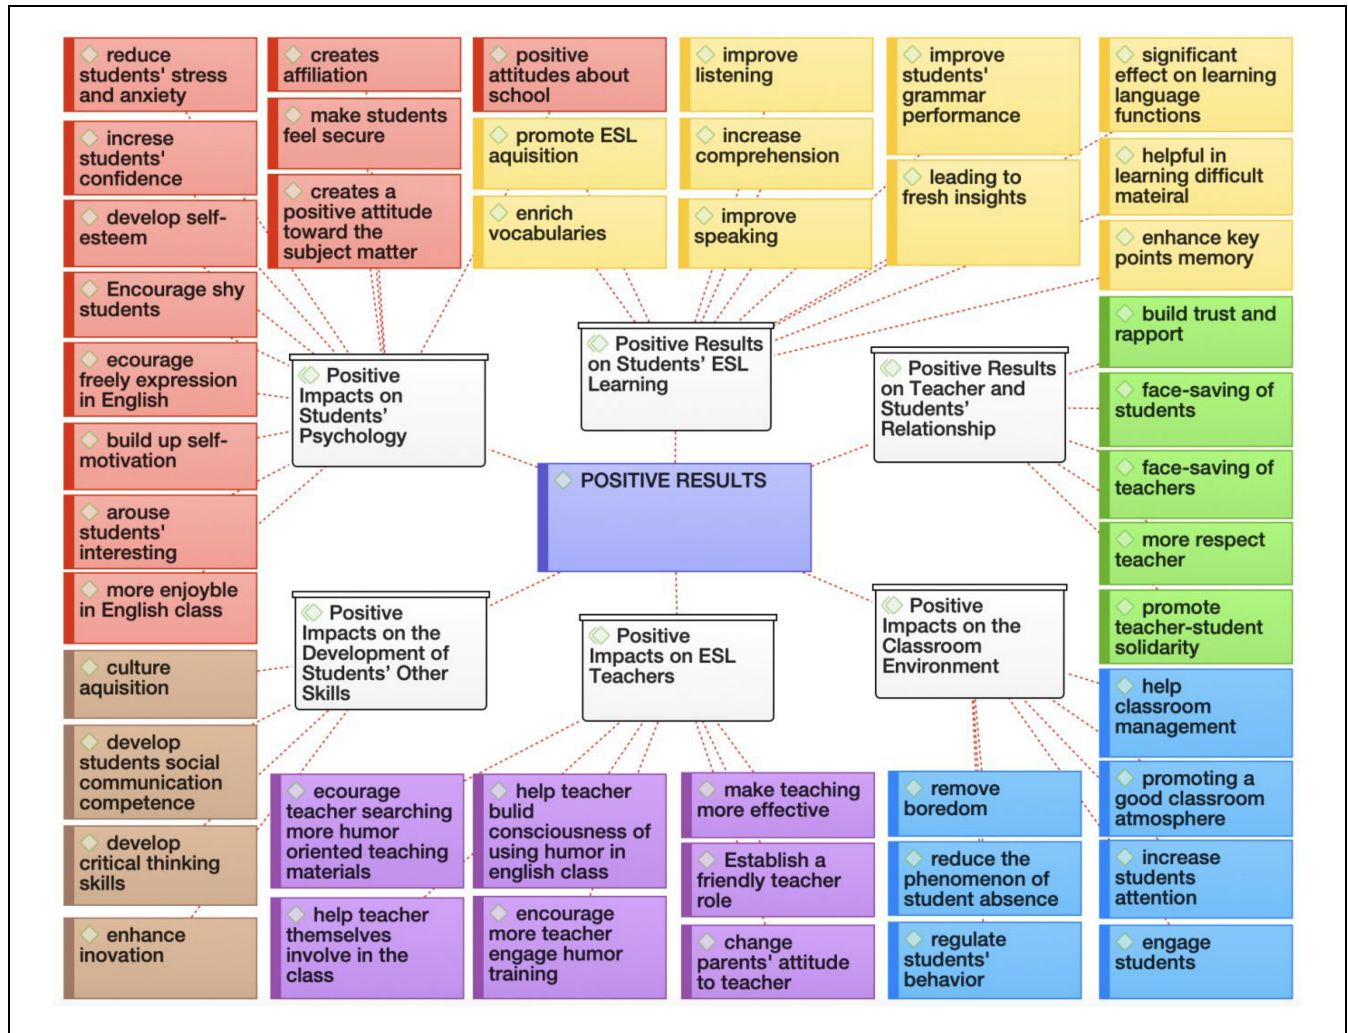 reduce
students' stress
and anxiety
increse
students'
confidence
develop self-
esteem
Encourage shy
students
ecourage
freely expression
in English
build up self-
motivation
arouse
students'
interesting
more enjoyble
in English class
culture
aquisition
develop
students social
communication
competence
develop
critical thinking
skills
enhance
inovation
creates
affiliation
make students
feel secure
creates a
positive attitude
toward the
subject matter
positive
attitudes about
school
promote ESL
aquisition
enrich
vocabularies
improve
listening
increase
comprehension
improve
speaking
improve
students'
grammar
performance
leading to
fresh insights
significant
effect on learning
language
functions
helpful in
learning difficult
mateiral
enhance key
points memory
build trust and
rapport
face-saving of
students
face-saving of
teachers
more respect
teacher
promote
teacher-student
solidarity
help
classroom
management
promoting a
good classroom
atmosphere
increase
students
attention
engage
students
Positive
Impacts on
Students’
Psychology
Positive Results
on Students’ ESL
Learning
Positive Results
on Teacher and
Students’
Relationship
POSITIVE RESULTS
Positive
Impacts on the
Development of
Students’ Other
Skills
Positive
Impacts on ESL
Teachers
Positive
Impacts on the
Classroom
Environment
ecourage
teacher searching
more humor
oriented teaching
materials
help teacher
themselves
involve in the
class
help teacher
bulid
consciousness of
using humor in
english class
encourage
more teacher
engage humor
training
make teaching
more effective
Establish a
friendly teacher
role
change
parents' attitude
to teacher
remove
boredom
reduce the
phenomenon of
student absence
regulate
students'
behavior